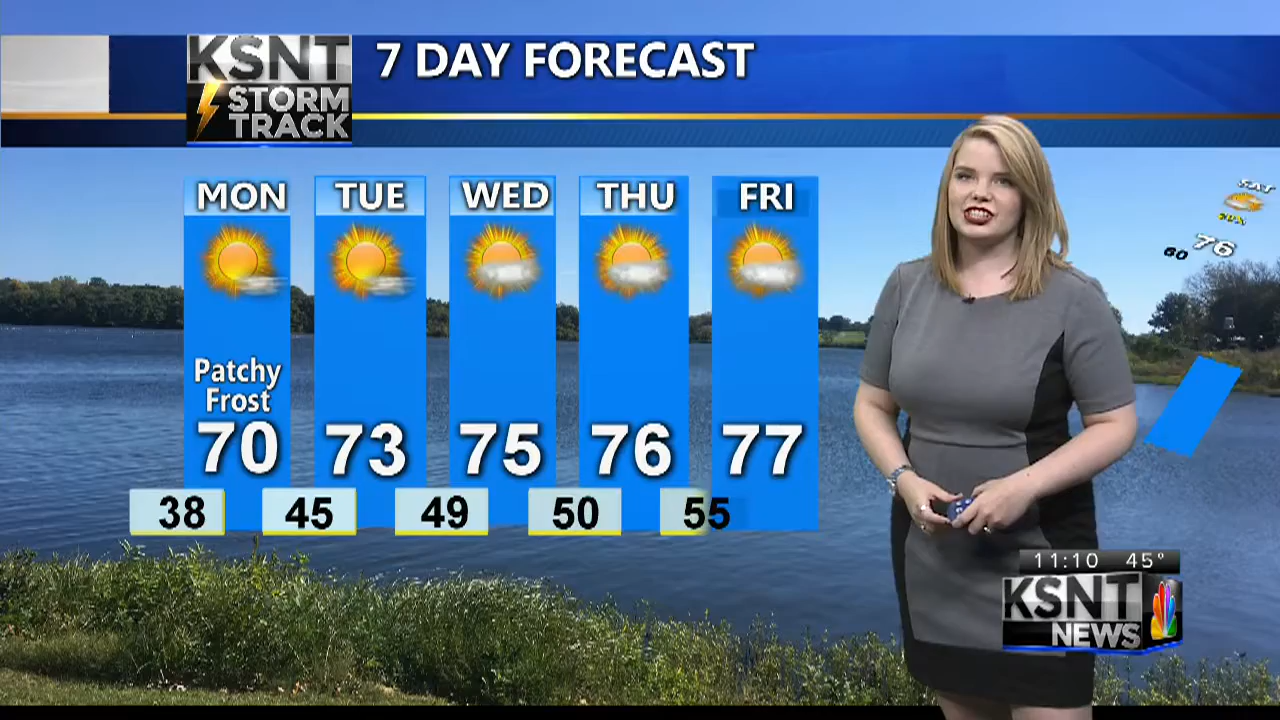 KSNT
STORM
TRACK
7 DAY FORECAST
MON
TUE
WED
THU
FRI
SAT
Patchy
Frost
70
73
75
76
77
76
60
38
45
49
50
55
11:10 45°
KSNT
NEWS